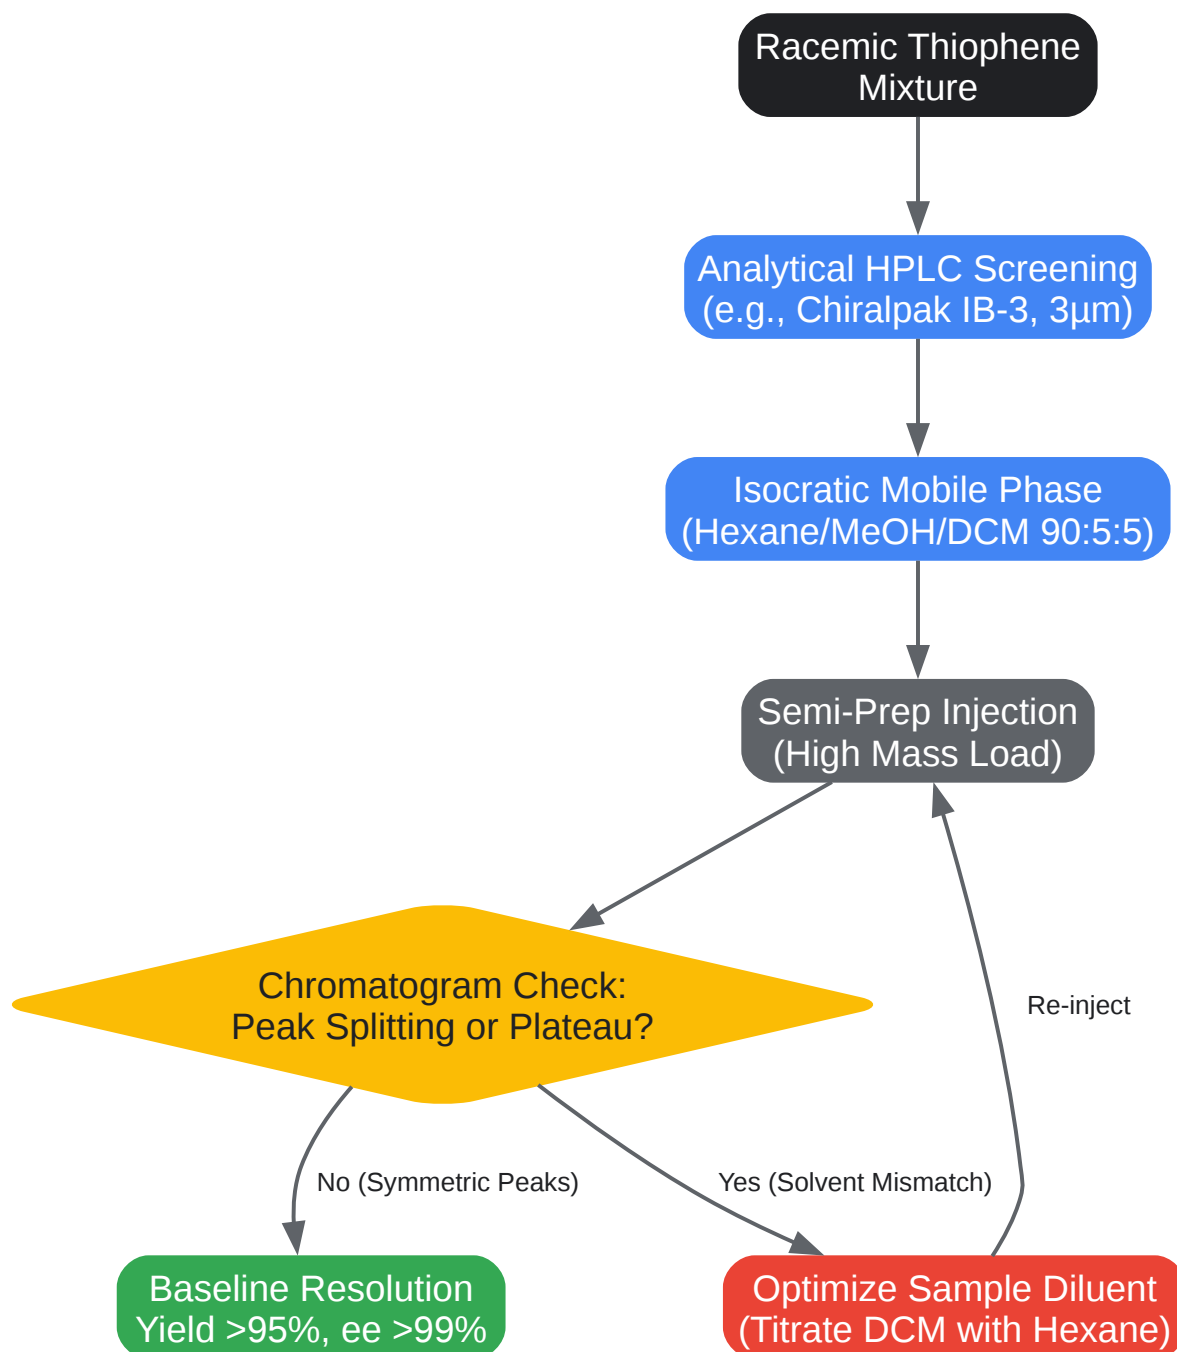 Racemic Thiophene
Mixture
Analytical HPLC Screening
(e.g., Chiralpak IB-3, 3µm)
Isocratic Mobile Phase
(Hexane/MeOH/DCM 90:5:5)
Semi-Prep Injection
(High Mass Load)
Chromatogram Check:
Peak Splitting or Plateau?
Re-inject
No (Symmetric Peaks)
Yes (Solvent Mismatch)
Baseline Resolution
Yield >95%, ee >99%
Optimize Sample Diluent
(Titrate DCM with Hexane)